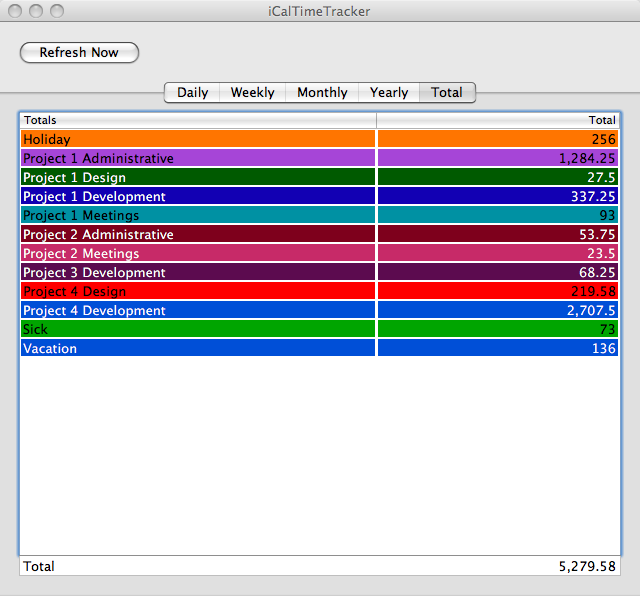 iCalTimeTracker
Refresh Now
Daily Weekly Monthly Yearly Total
Totals Total
Holiday 256
Project 1 Administrative 1,284.25
Project 1 Design 27.5
Project 1 Development 337.25
Project 1 Meetings 93
Project 2 Administrative 53.75
Project 2 Meetings 23.5
Project 3 Development 68.25
Project 4 Design 219.58
Project 4 Development 2,707.5
Sick 73
Vacation 136
Total 5,279.58